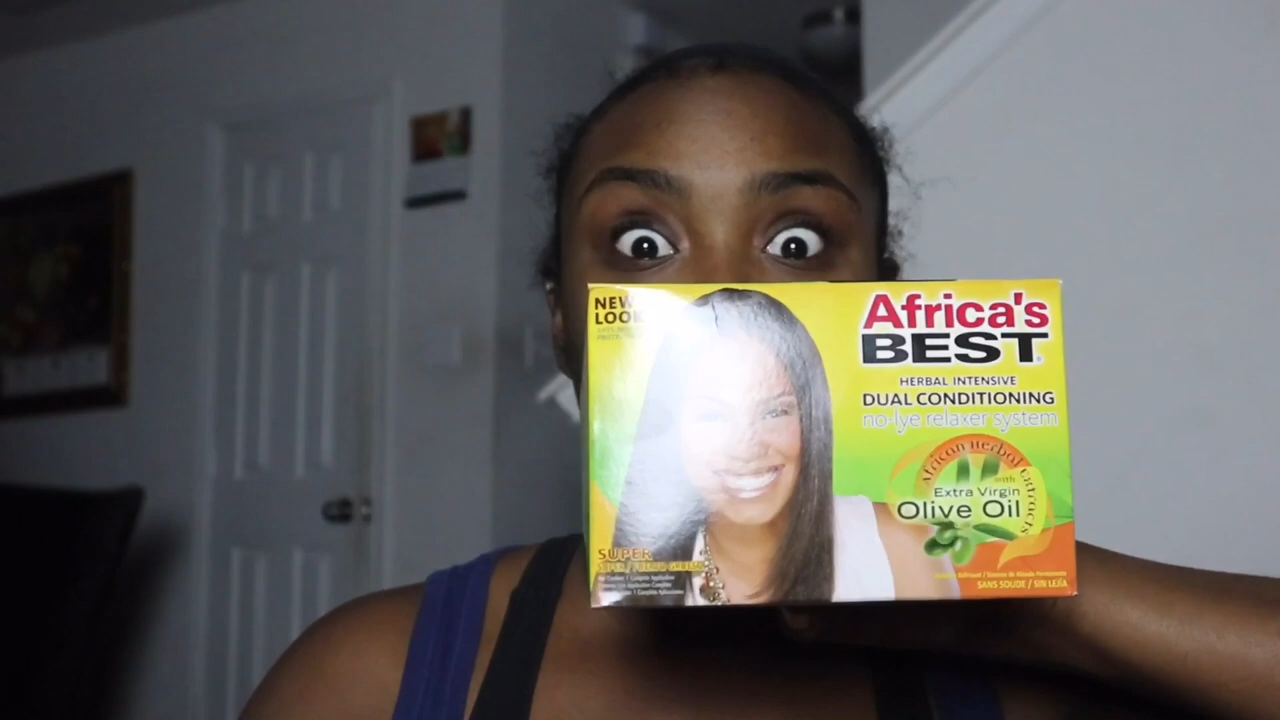 NEW
LOOK
Africa's
BEST
HERBAL INTENSIVE
DUAL CONDITIONING
no-lye relaxer system
African Herbal Extracts
with
Extra Virgin
Olive Oil
SUPER
SANS SOUDE / SIN LEJÍA